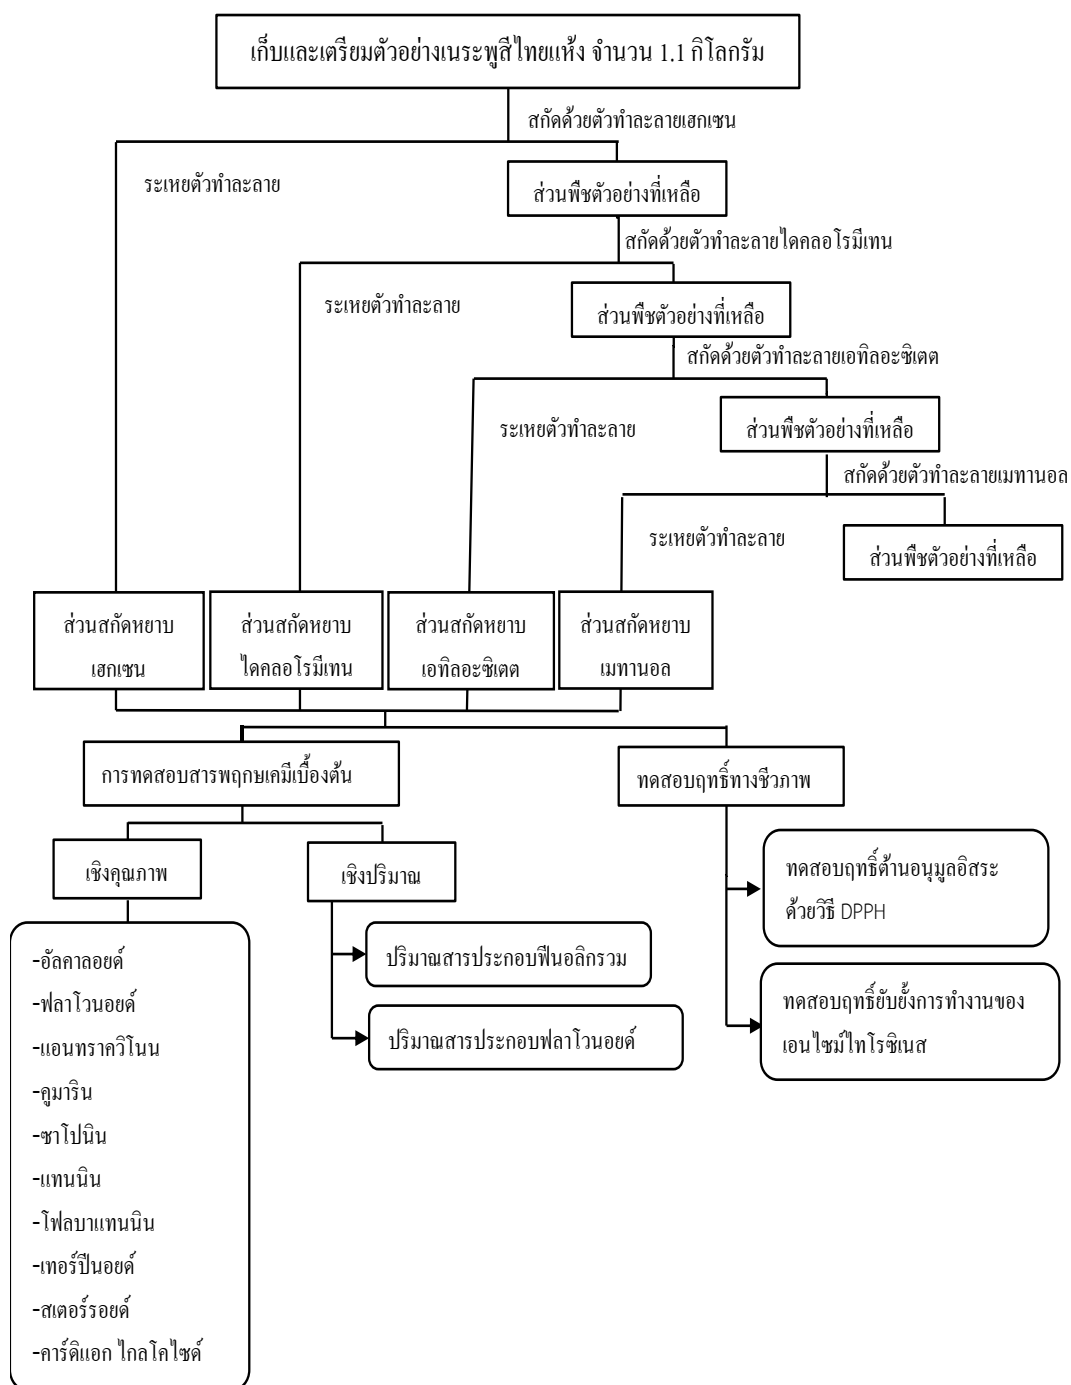 เก็บและเตรียมตัวอย่างเนระพูสีไทยแห้ง จำนวน 1.1 กิโลกรัม
สกัดด้วยตัวทำละลายเฮกเซน
ระเหยตัวทำละลาย
ส่วนพืชตัวอย่างที่เหลือ
สกัดด้วยตัวทำละลายไดคลอโรมีเทน
ระเหยตัวทำละลาย
ส่วนพืชตัวอย่างที่เหลือ
สกัดด้วยตัวทำละลายเอทิลอะซิเตต
ระเหยตัวทำละลาย
ส่วนพืชตัวอย่างที่เหลือ
สกัดด้วยตัวทำละลายเมทานอล
ระเหยตัวทำละลาย
ส่วนพืชตัวอย่างที่เหลือ
ส่วนสกัดหยาบ
เฮกเซน
ส่วนสกัดหยาบ
ไดคลอโรมีเทน
ส่วนสกัดหยาบ
เอทิลอะซิเตต
ส่วนสกัดหยาบ
เมทานอล
การทดสอบสารพฤกษเคมีเบื้องต้น
ทดสอบฤทธิ์ทางชีวภาพ
เชิงคุณภาพ
เชิงปริมาณ
ทดสอบฤทธิ์ต้านอนุมูลอิสระ
ด้วยวิธี DPPH
ปริมาณสารประกอบฟีนอลิกรวม
ทดสอบฤทธิ์ยับยั้งการทำงานของ
เอนไซม์ไทโรซิเนส
ปริมาณสารประกอบฟลาโวนอยด์
-อัลคาลอยด์
-ฟลาโวนอยด์
-แอนทราควิโนน
-คูมาริน
-ซาโปนิน
-แทนนิน
-โฟลบาแทนนิน
-เทอร์ปีนอยด์
-สเตอร์รอยด์
-คาร์ดิแอก ไกลโคไซด์